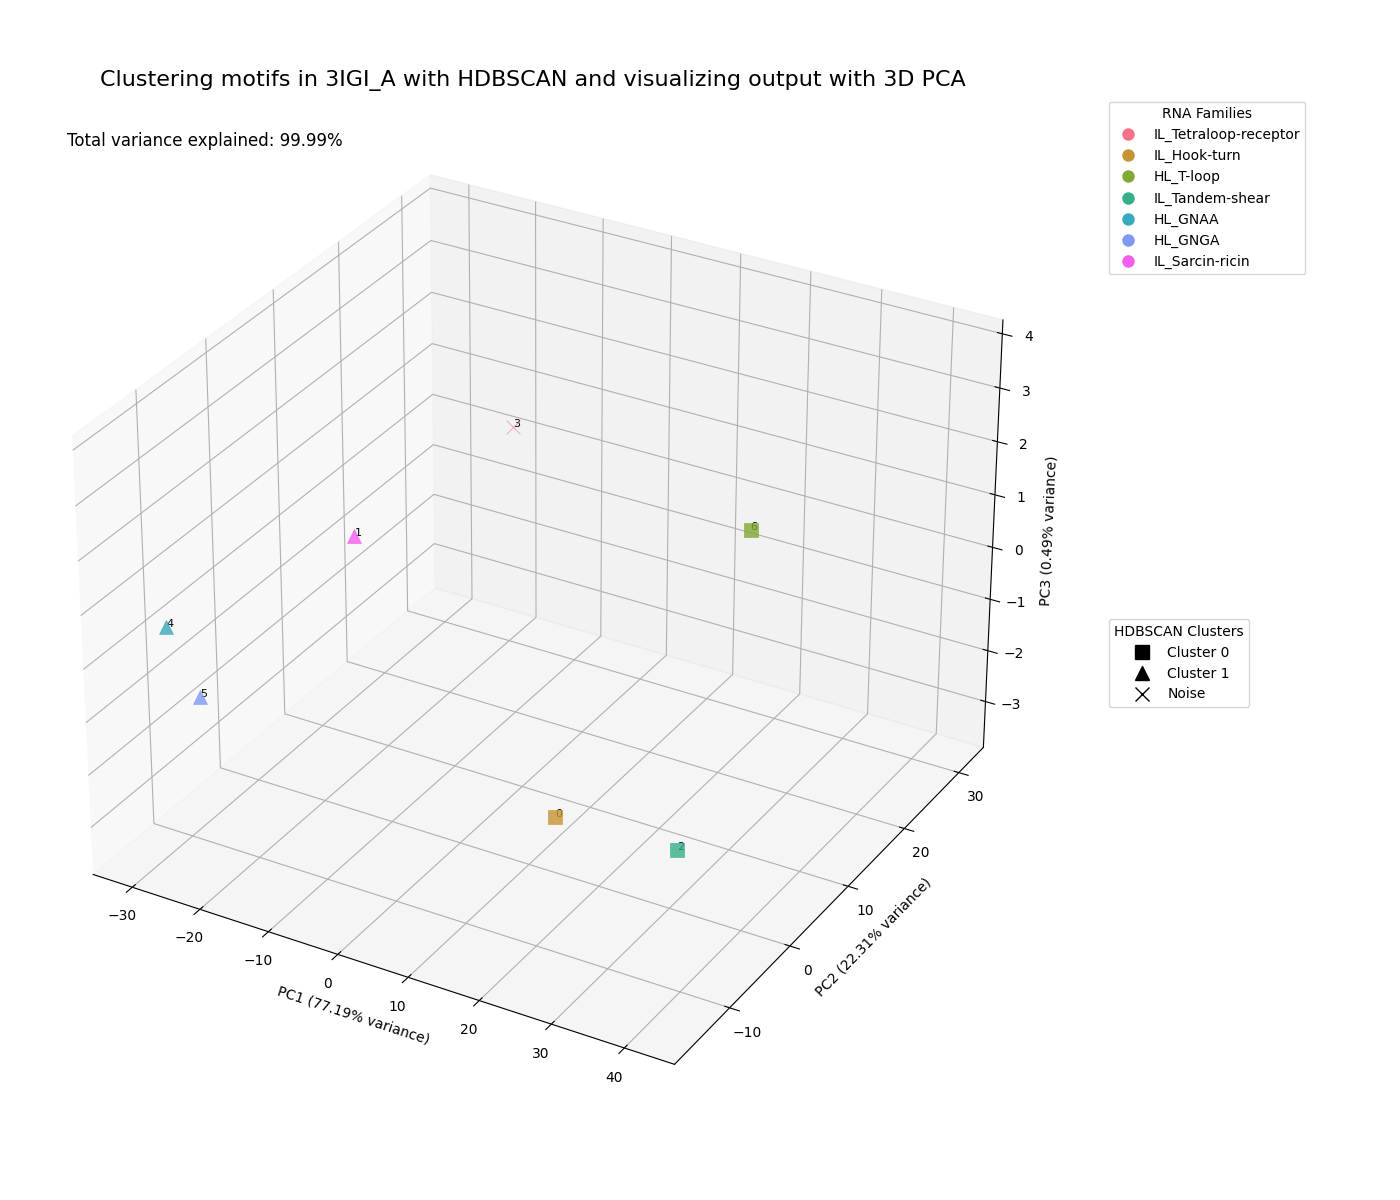 Clustering motifs in 3IGI_A with HDBSCAN and visualizing output with 3D PCA
Total variance explained: 99.99%
RNA Families
IL_Tetraloop-receptor
IL_Hook-turn
HL_T-loop
IL_Tandem-shear
HL_GNAA
HL_GNGA
IL_Sarcin-ricin
4
3
2
1
0
−1
−2
−3
PC3 (0.49% variance)
3
6
1
4
5
0
2
HDBSCAN Clusters
Cluster 0
Cluster 1
Noise
30
20
10
0
−10
PC2 (22.31% variance)
−30
−20
−10
0
10
20
30
40
PC1 (77.19% variance)